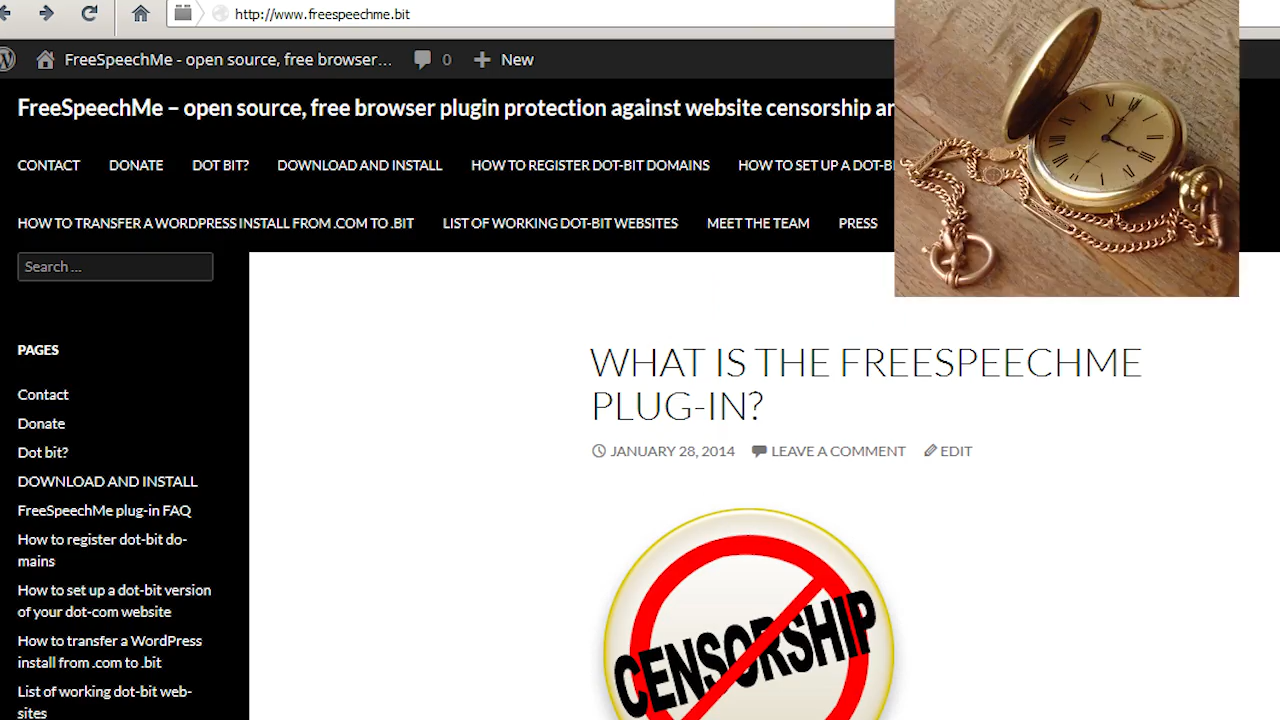 http://www.freespeechme.bit
FreeSpeechMe - open source, free browser... 0 New
FreeSpeechMe – open source, free browser plugin protection against website censorship
CONTACT DONATE DOT BIT? DOWNLOAD AND INSTALL HOW TO REGISTER DOT-BIT DOMAINS HOW TO SET UP A
HOW TO TRANSFER A WORDPRESS INSTALL FROM .COM TO .BIT LIST OF WORKING DOT-BIT WEBSITES MEET THE TEAM PRESS
Search ...
WHAT IS THE FREESPEECHME
PLUG-IN?
JANUARY 28, 2014 LEAVE A COMMENT EDIT
CENSORSHIP
PAGES
Contact
Donate
Dot bit?
DOWNLOAD AND INSTALL
FreeSpeechMe plug-in FAQ
How to register dot-bit do-
mains
How to set up a dot-bit version
of your dot-com website
How to transfer a WordPress
install from .com to .bit
List of working dot-bit web-
sites